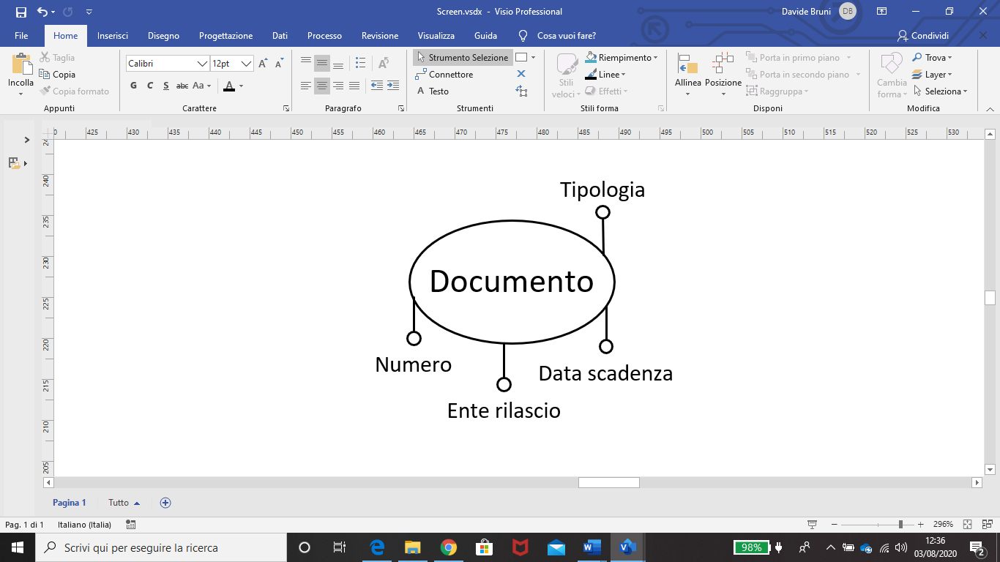 Screen.vsdx - Visio Professional
Davide Bruni DB
File Home Inserisci Disegno Progettazione Dati Processo Revisione Visualizza Guida Cosa vuoi fare? Condividi
Incolla
Taglia
Copia
Copia formato
Appunti
Calibri 12pt A A
G C S abc Aa A
Carattere
Paragrafo
Strumento Selezione
Connettore
A Testo
Strumenti
Stili veloci
Riempimento
Linee
Effetti
Stili forma
Allinea
Posizione
Porta in primo piano
Porta in secondo piano
Raggruppa
Disponi
Cambia forma
Trova
Layer
Seleziona
Modifica
425 430 435 440 445 450 455 460 465 470 475 480 485 490 495 500 505 510 515 520 525 530
240
235
230
225
220
215
210
205
Tipologia
Documento
Numero
Data scadenza
Ente rilascio
Pagina 1 Tutto
Pag. 1 di 1 Italiano (Italia) 296%
Scrivi qui per eseguire la ricerca
98%
12:36
03/08/2020
2